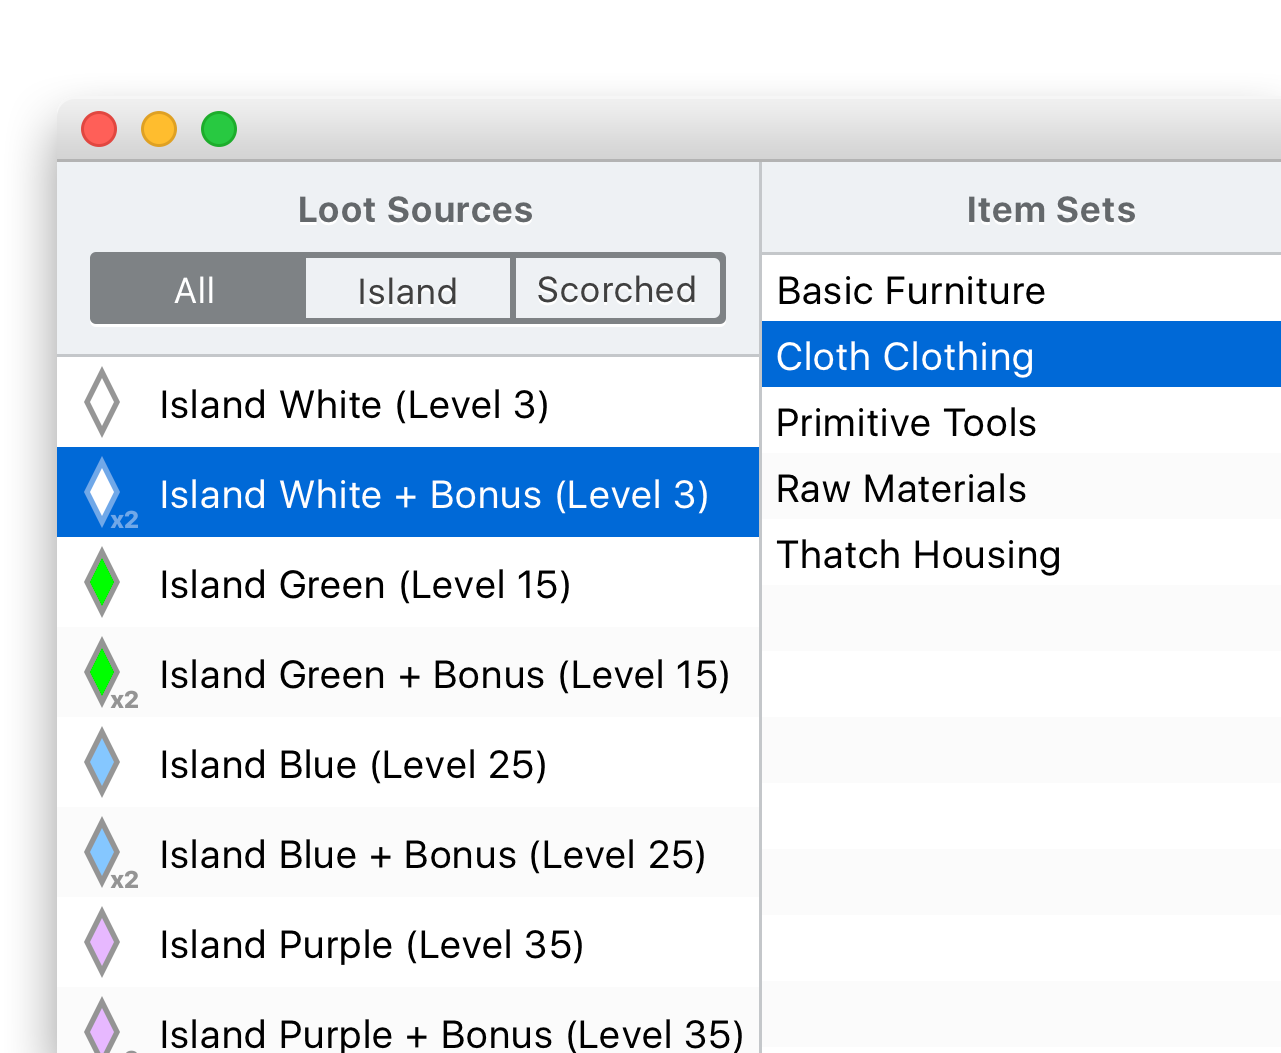 Loot Sources
All
Island
Scorched
Island White (Level 3)
Island White + Bonus (Level 3)
x2
Island Green (Level 15)
Island Green + Bonus (Level 15)
x2
Island Blue (Level 25)
Island Blue + Bonus (Level 25)
x2
Island Purple (Level 35)
Island Purple + Bonus (Level 35)
Item Sets
Basic Furniture
Cloth Clothing
Primitive Tools
Raw Materials
Thatch Housing